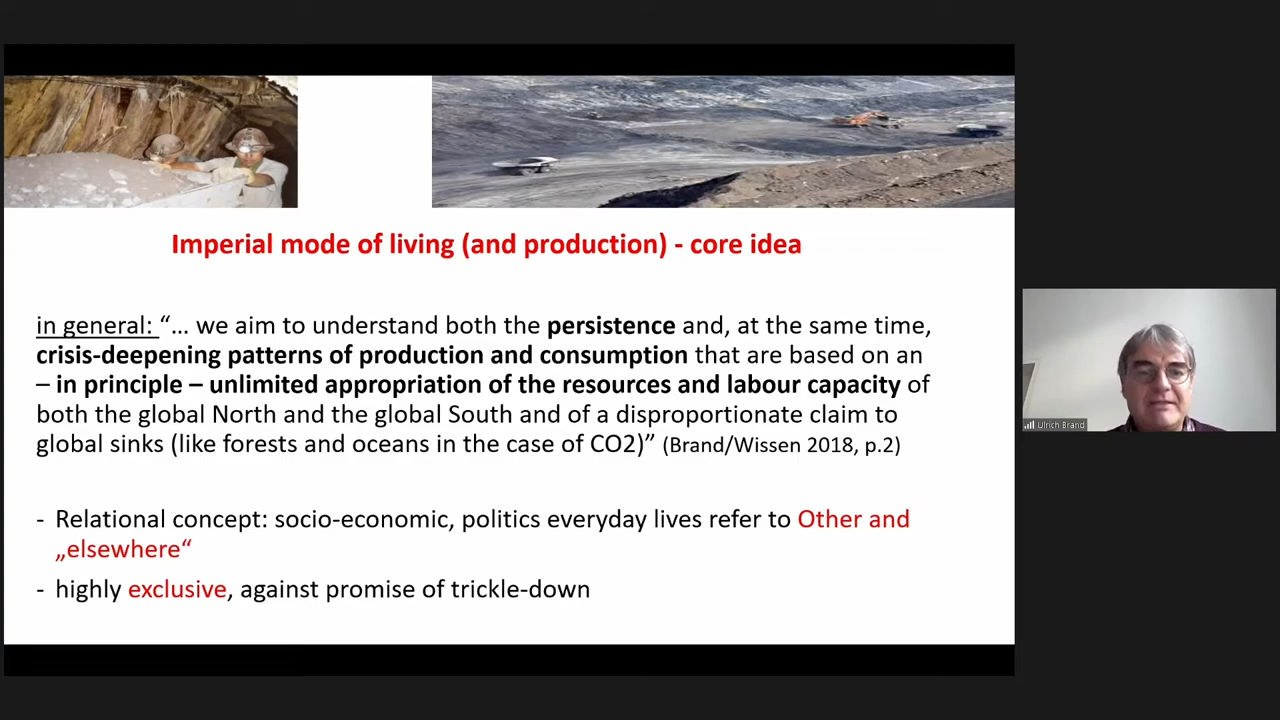 Imperial mode of living (and production) - core idea
in general: “... we aim to understand both the persistence and, at the same time,
crisis-deepening patterns of production and consumption that are based on an
– in principle – unlimited appropriation of the resources and labour capacity of
both the global North and the global South and of a disproportionate claim to
global sinks (like forests and oceans in the case of CO2)” (Brand/Wissen 2018, p.2)
- Relational concept: socio-economic, politics everyday lives refer to Other and
„elsewhere“
- highly exclusive, against promise of trickle-down
Ulrich Brand